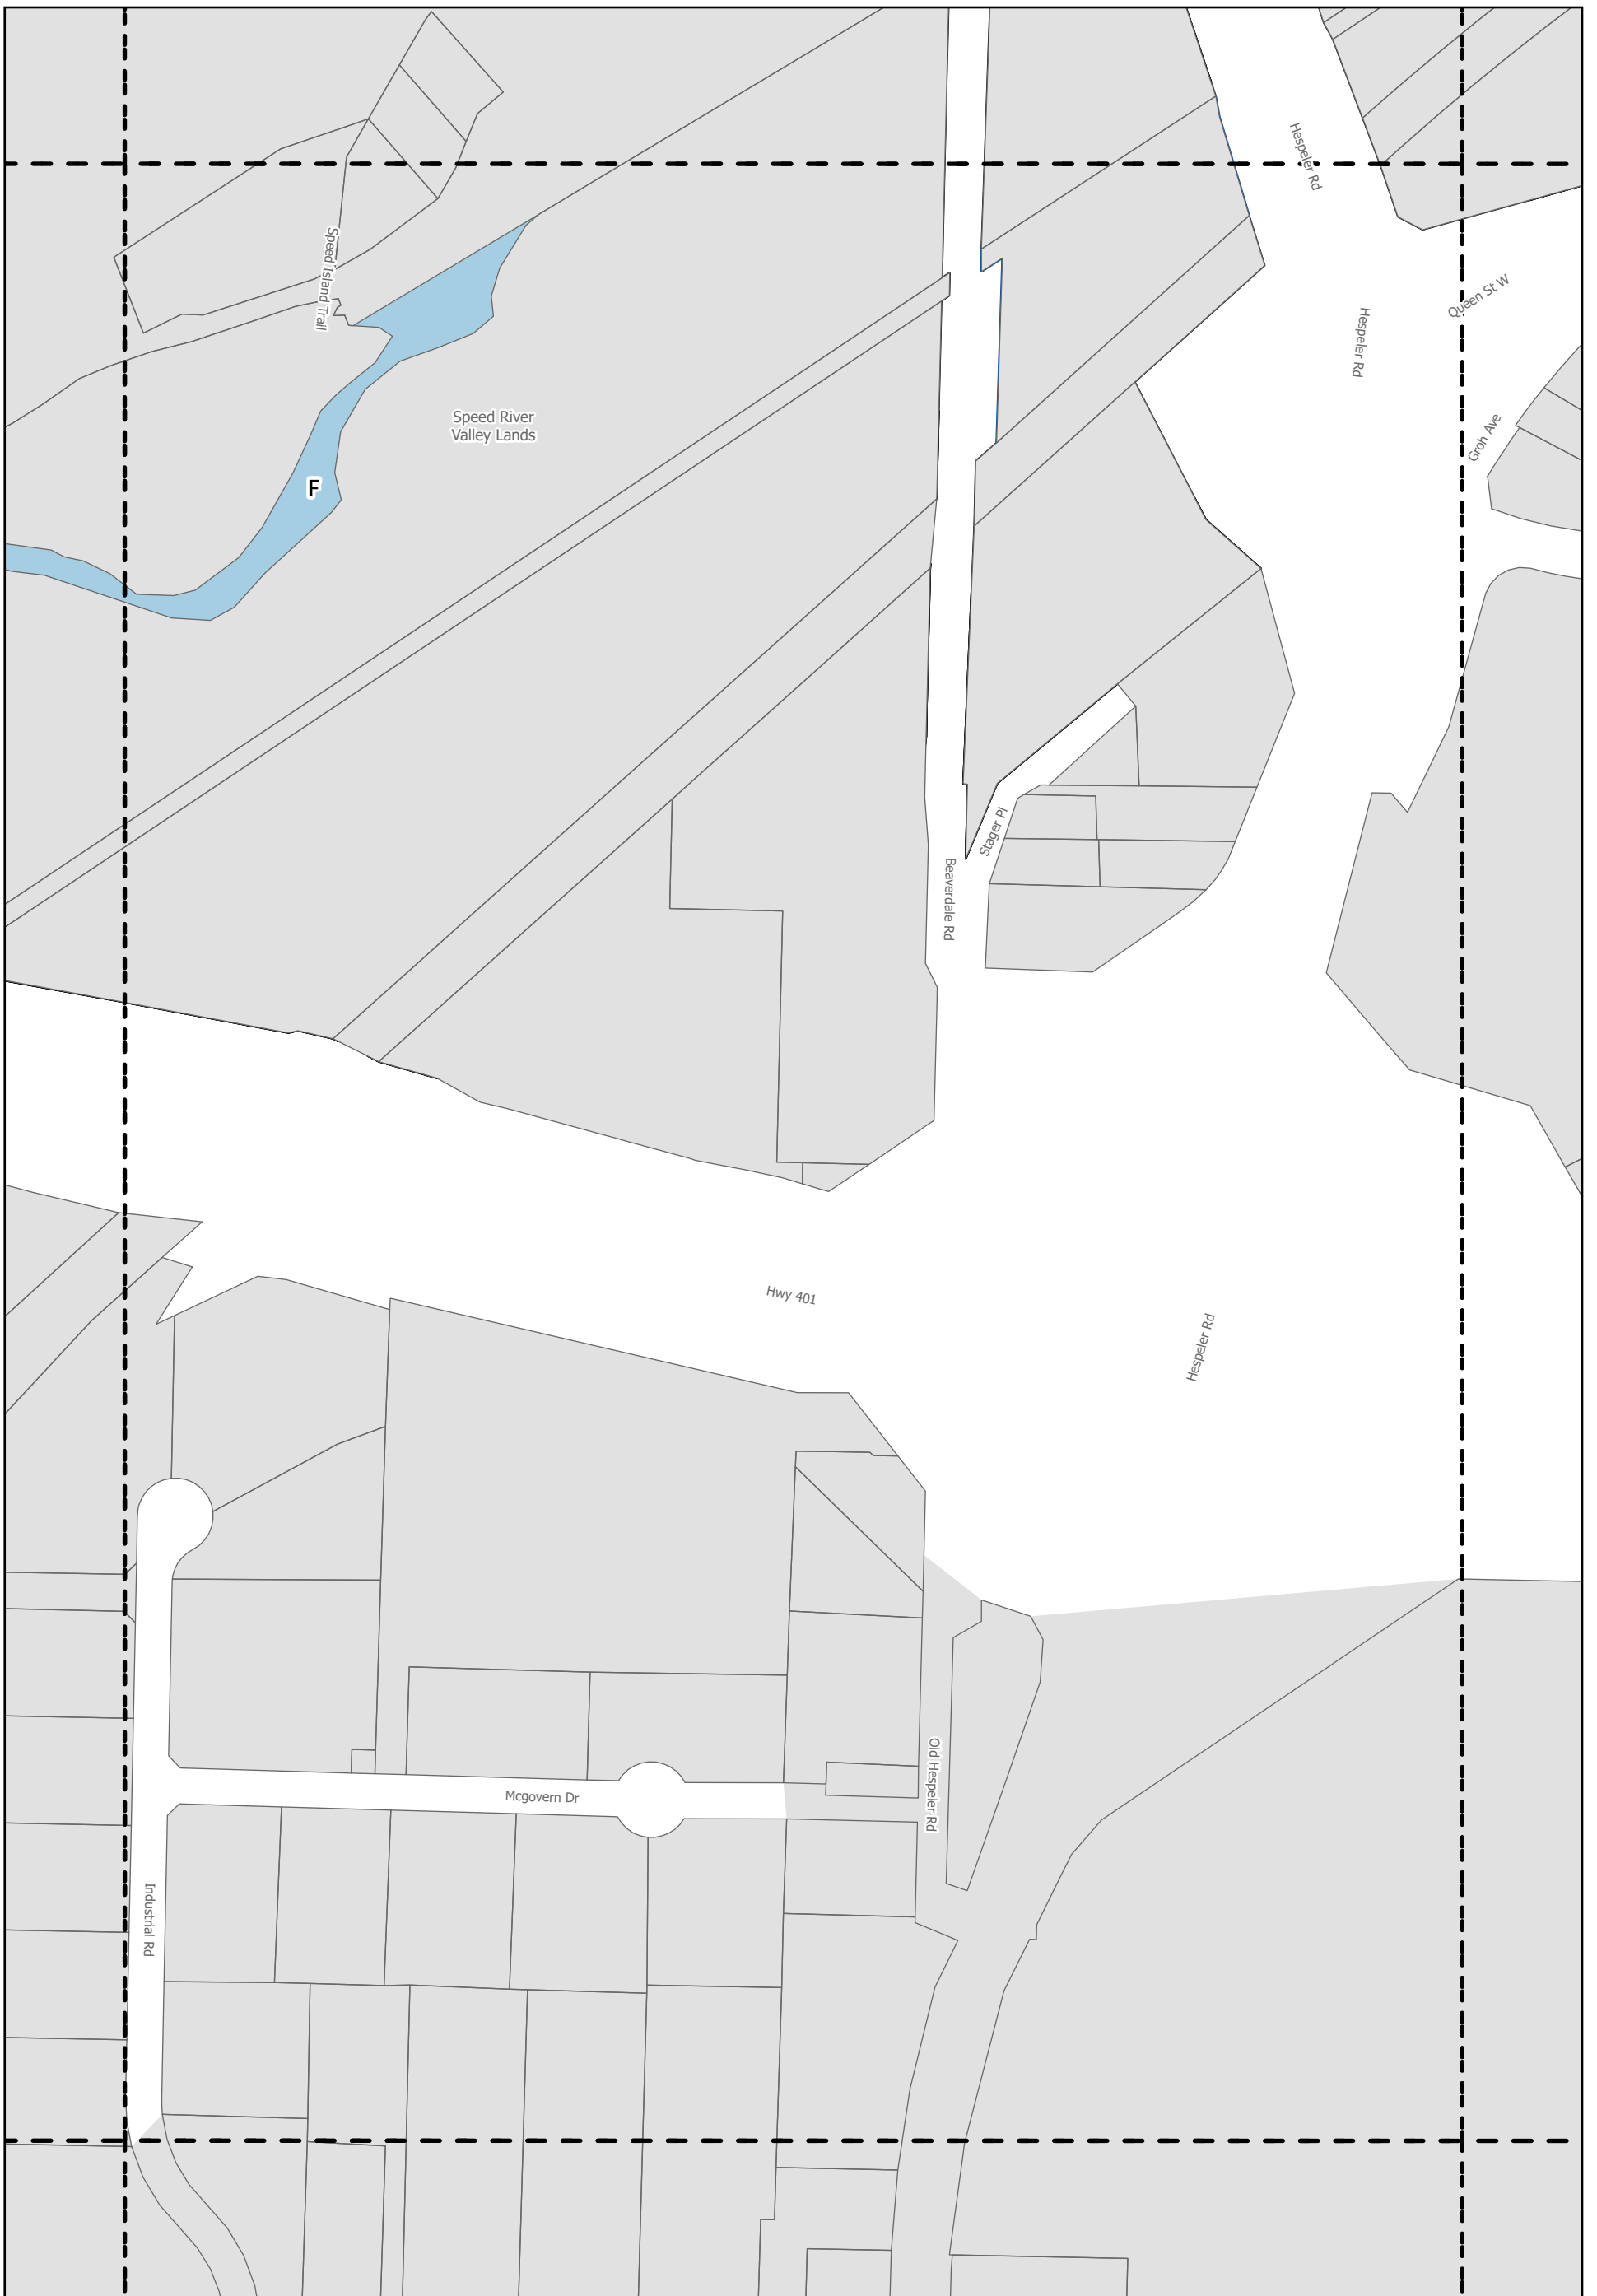 Hespeler Rd
Speed Island Trail
Queen St W
Hespeler Rd
Speed River
Valley Lands
Groh Ave
F
Stager Pl
Beaverdale Rd
Hwy 401
Hespeler Rd
Old Hespeler Rd
Mcgovern Dr
Industrial Rd